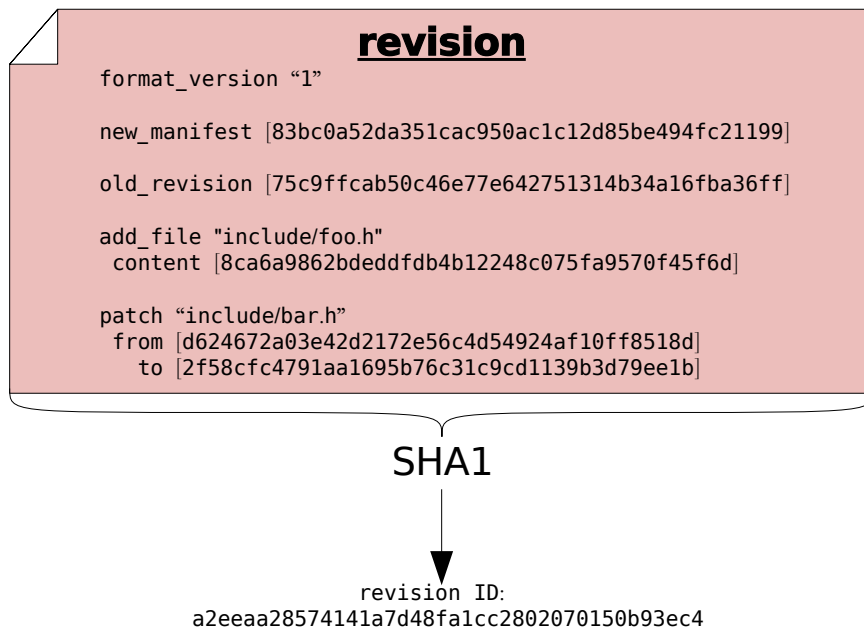 revision
format_version “1”
new_manifest [83bc0a52da351cac950ac1c12d85be494fc21199]
old_revision [75c9ffcab50c46e77e642751314b34a16fba36ff]
add_file "include/foo.h"
content [8ca6a9862bdeddfdb4b12248c075fa9570f45f6d]
patch “include/bar.h”
from [d624672a03e42d2172e56c4d54924af10ff8518d]
to [2f58cfc4791aa1695b76c31c9cd1139b3d79ee1b]
SHA1
revision ID:
a2eeaa28574141a7d48fa1cc2802070150b93ec4